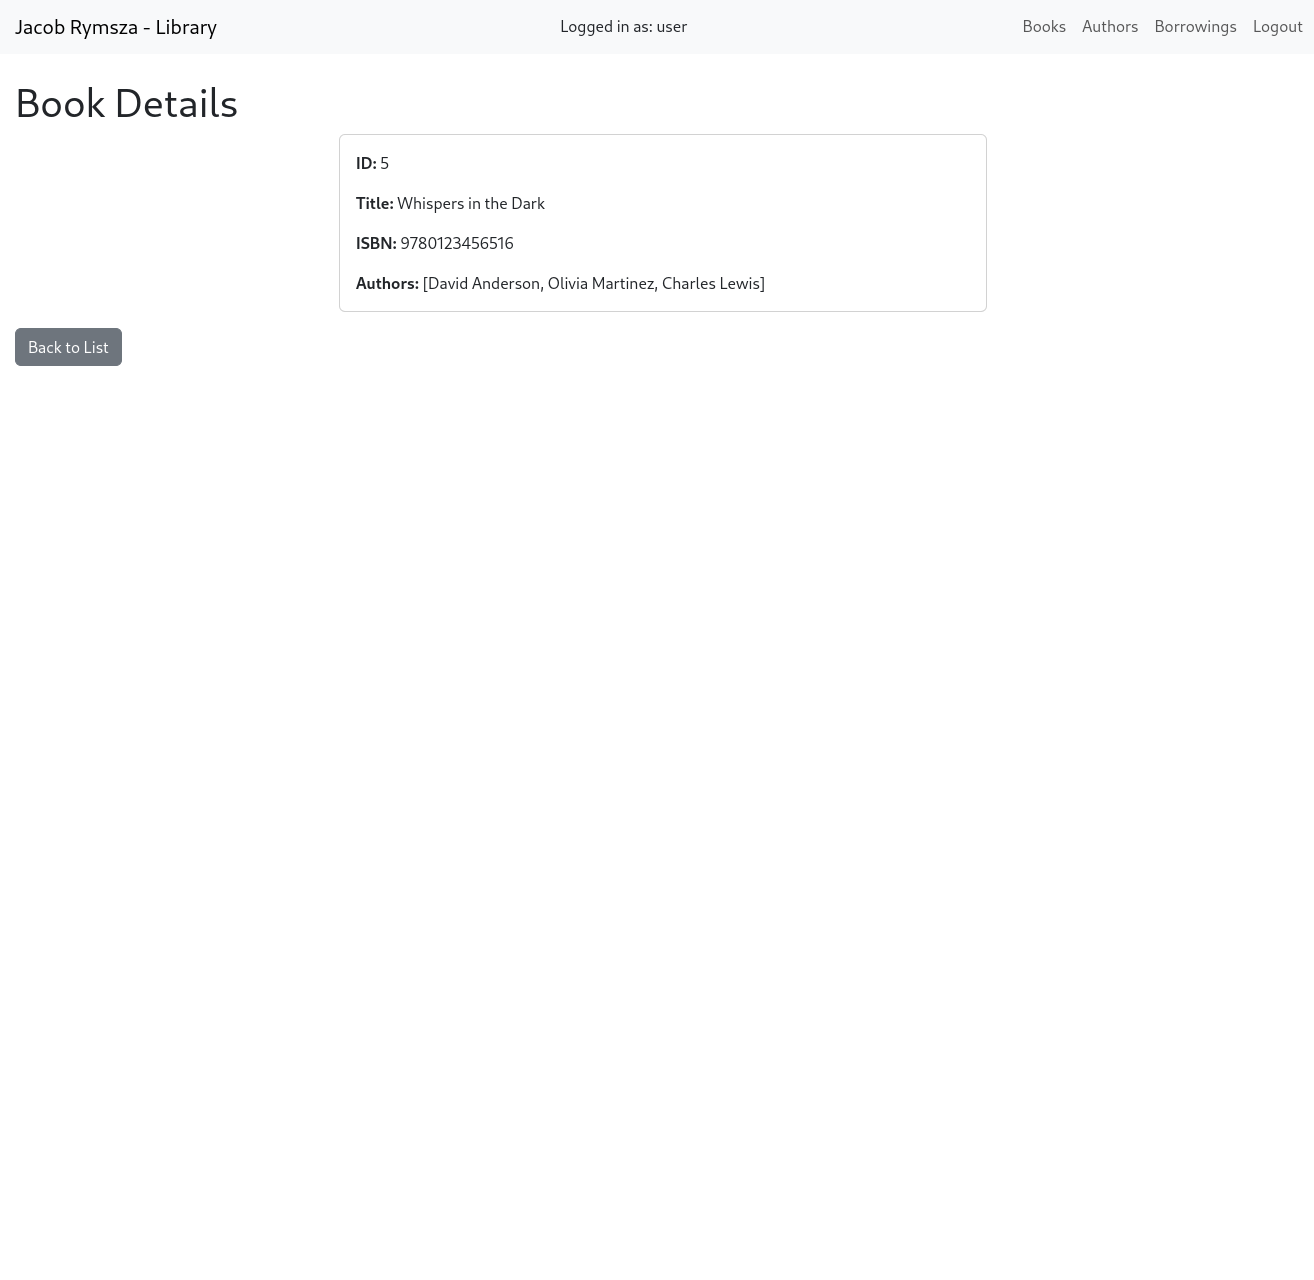 Jacob Rymsza - Library
Logged in as: user
Books Authors Borrowings Logout
Book Details
ID: 5
Title: Whispers in the Dark
ISBN: 9780123456516
Authors: [David Anderson, Olivia Martinez, Charles Lewis]
Back to List